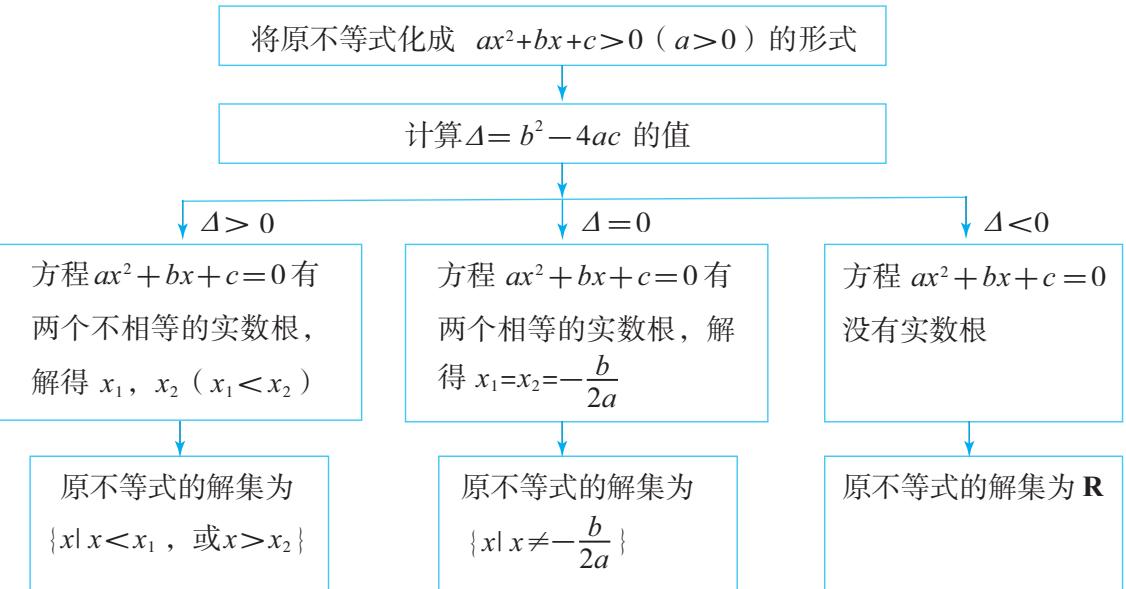 将原不等式化成 ax²+bx+c>0（a>0）的形式
计算Δ= b²－4ac 的值
Δ> 0
Δ=0
Δ<0
方程ax²+bx+c=0有
两个不相等的实数根，
解得 x₁，x₂（x₁<x₂）
方程 ax²+bx+c=0有
两个相等的实数根，解
得 x₁=x₂=－b/2a
方程 ax²+bx+c=0
没有实数根
原不等式的解集为
{x| x<x₁，或x>x₂}
原不等式的解集为
{x| x≠－b/2a}
原不等式的解集为 R